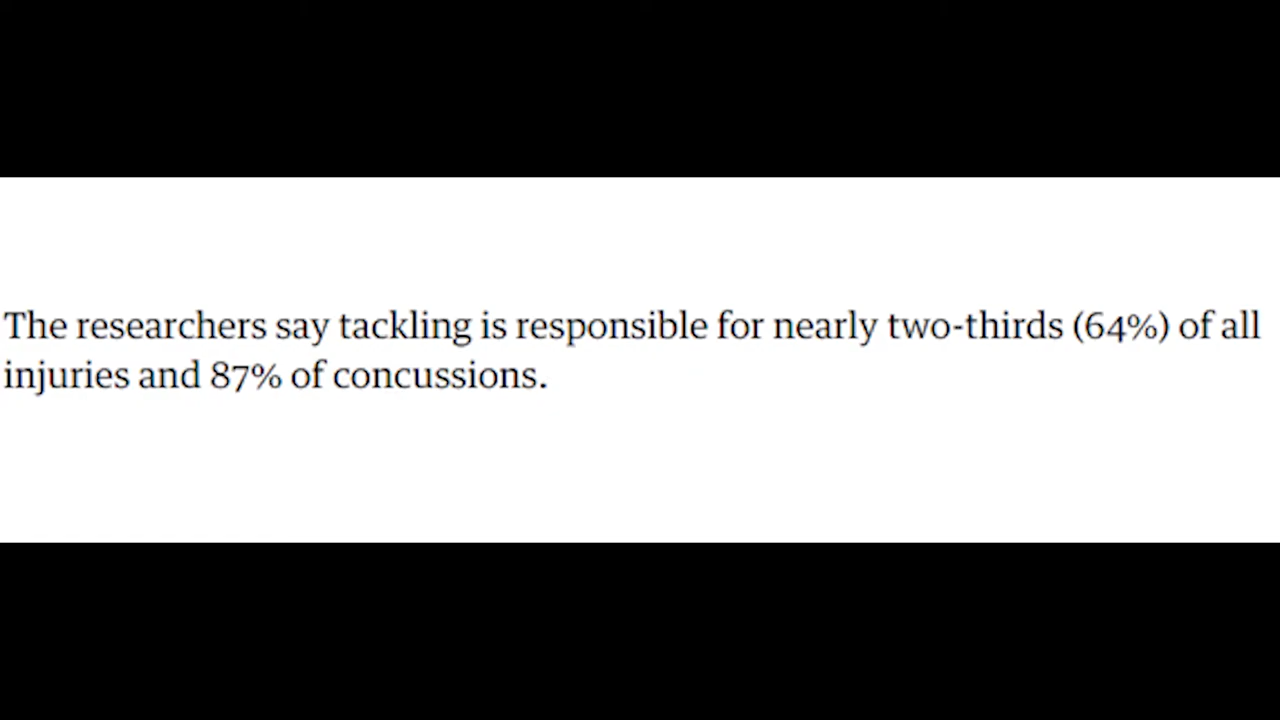 The researchers say tackling is responsible for nearly two-thirds (64%) of all
injuries and 87% of concussions.